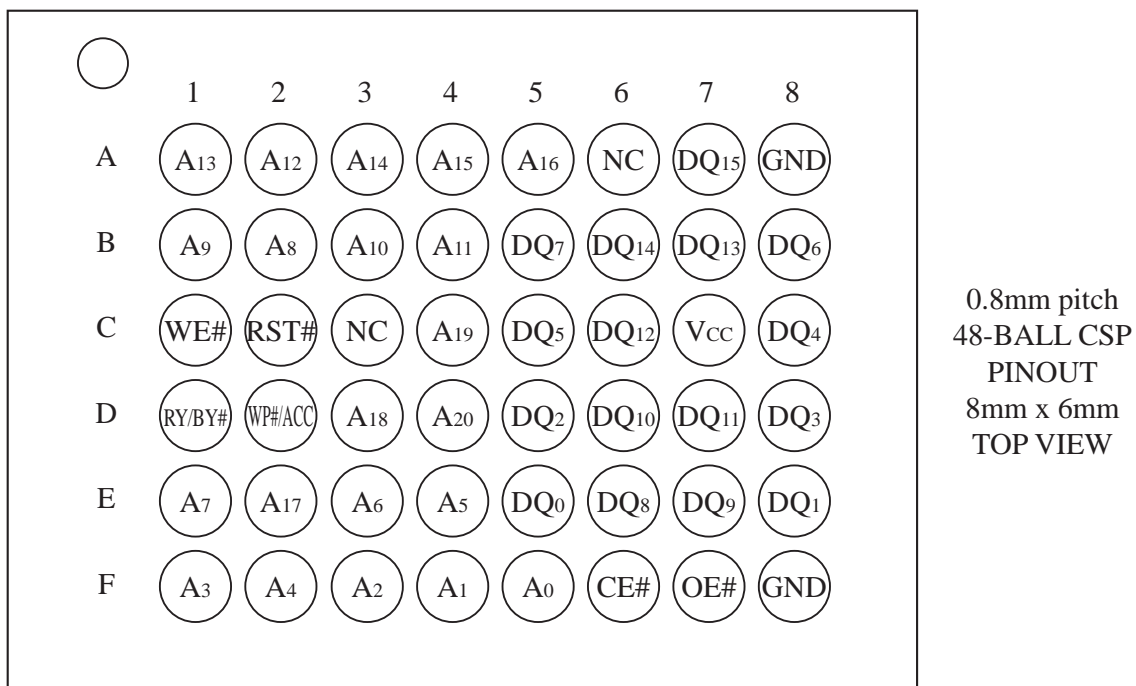 1 2 3 4 5 6 7 8
A A13 A12 A14 A15 A16 NC DQ15 GND
B A9 A8 A10 A11 DQ7 DQ14 DQ13 DQ6
C WE# RST# NC A19 DQ5 DQ12 VCC DQ4
D RY/BY# WP#/ACC A18 A20 DQ2 DQ10 DQ11 DQ3
E A7 A17 A6 A5 DQ0 DQ8 DQ9 DQ1
F A3 A4 A2 A1 A0 CE# OE# GND
0.8mm pitch
48-BALL CSP
PINOUT
8mm x 6mm
TOP VIEW